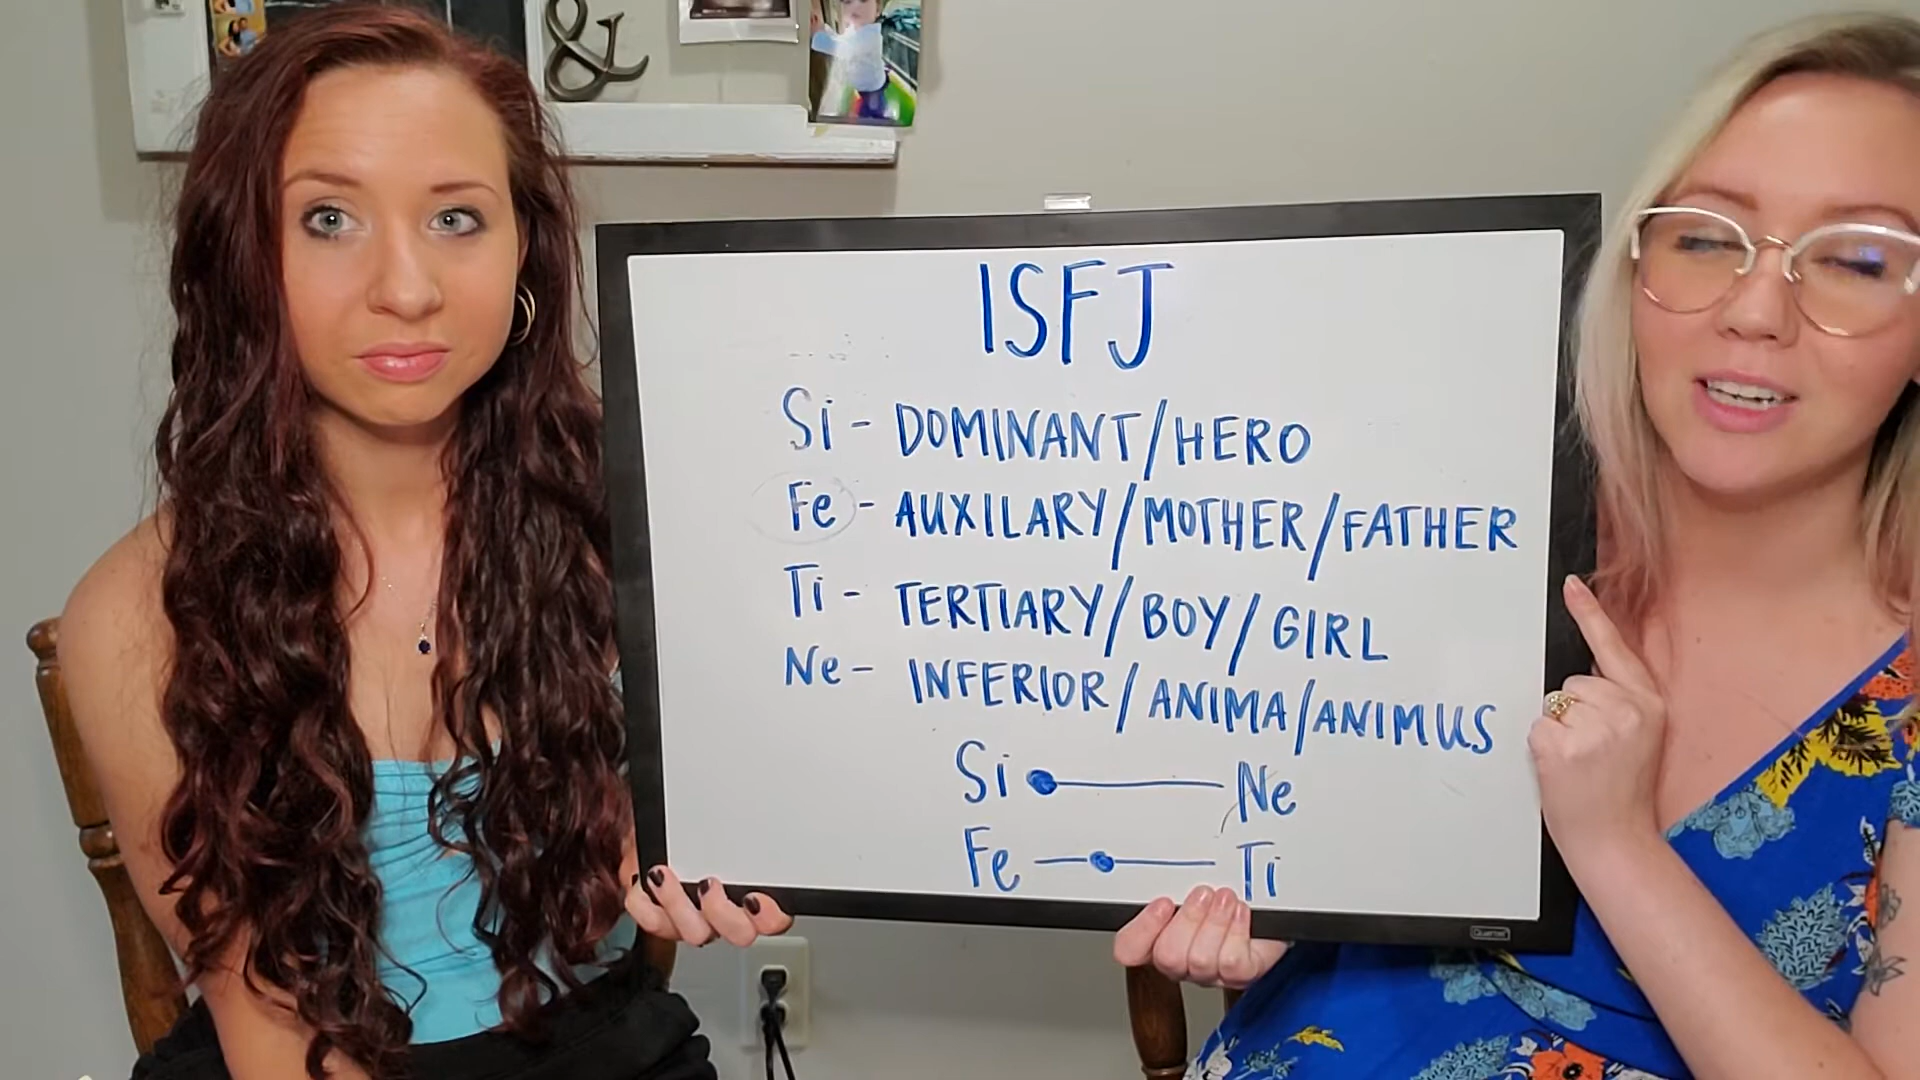 &
ISFJ
Si - DOMINANT/HERO
Fe - AUXILARY/MOTHER/FATHER
Ti - TERTIARY/BOY/GIRL
Ne - INFERIOR/ANIMA/ANIMUS
Si Ne
Fe Ti
Quartet